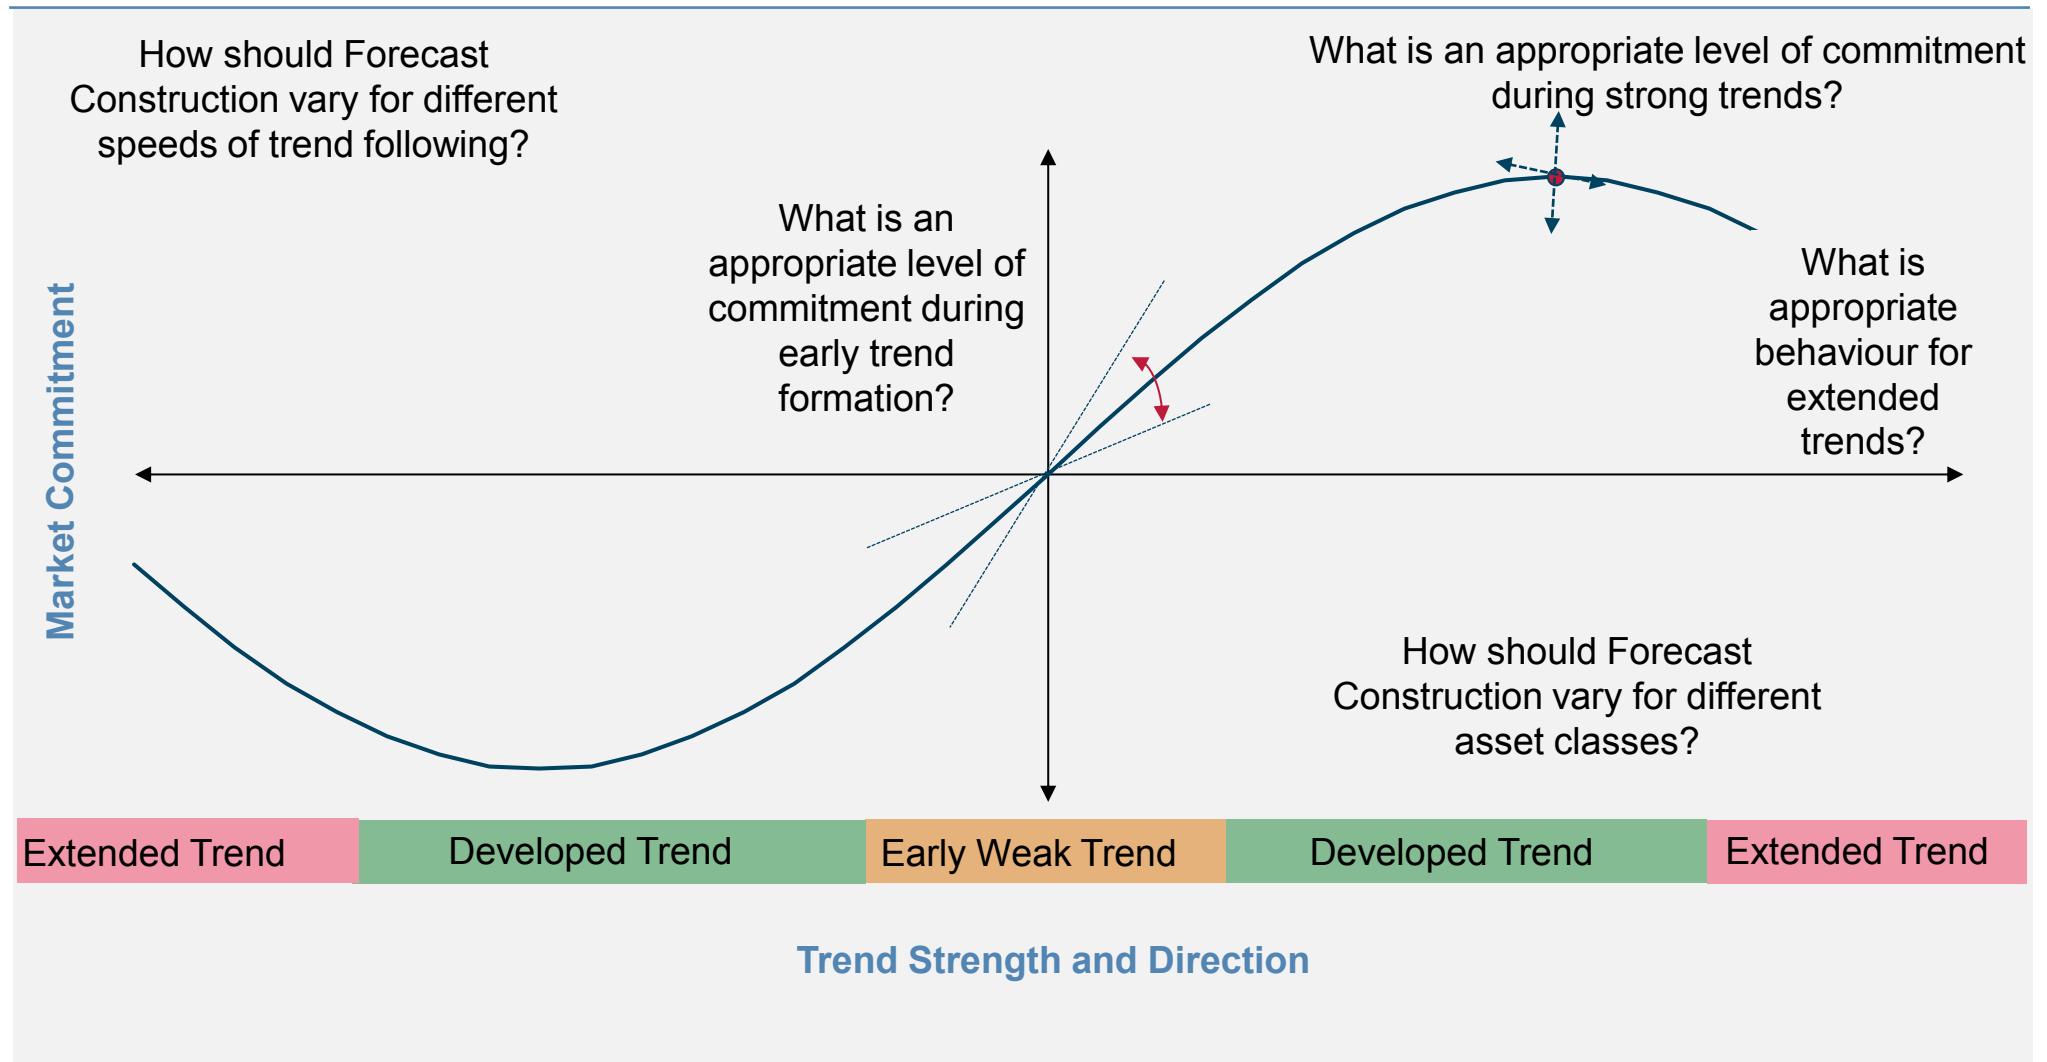 How should Forecast
Construction vary for different
speeds of trend following?
What is an appropriate level of commitment
during strong trends?
What is an
appropriate level of
commitment during
early trend
formation?
What is
appropriate
behaviour for
extended
trends?
Market Commitment
How should Forecast
Construction vary for different
asset classes?
Extended Trend
Developed Trend
Early Weak Trend
Developed Trend
Extended Trend
Trend Strength and Direction